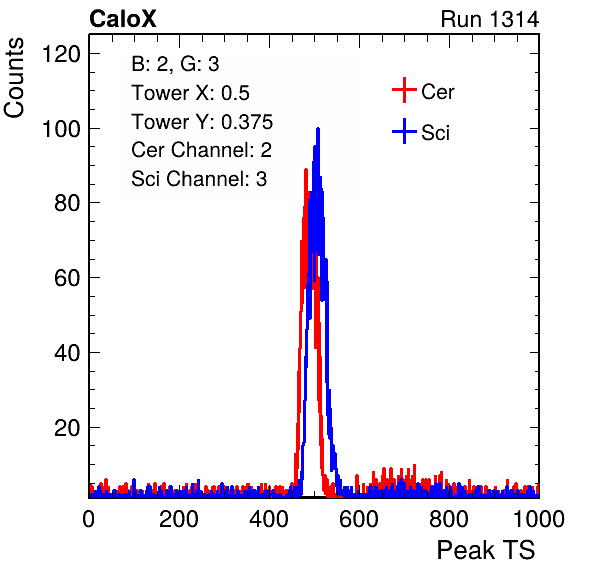 CaloX Run 1314
Counts
120
100
80
60
40
20
B: 2, G: 3
Tower X: 0.5
Tower Y: 0.375
Cer Channel: 2
Sci Channel: 3
Cer
Sci
0 200 400 600 800 1000
Peak TS